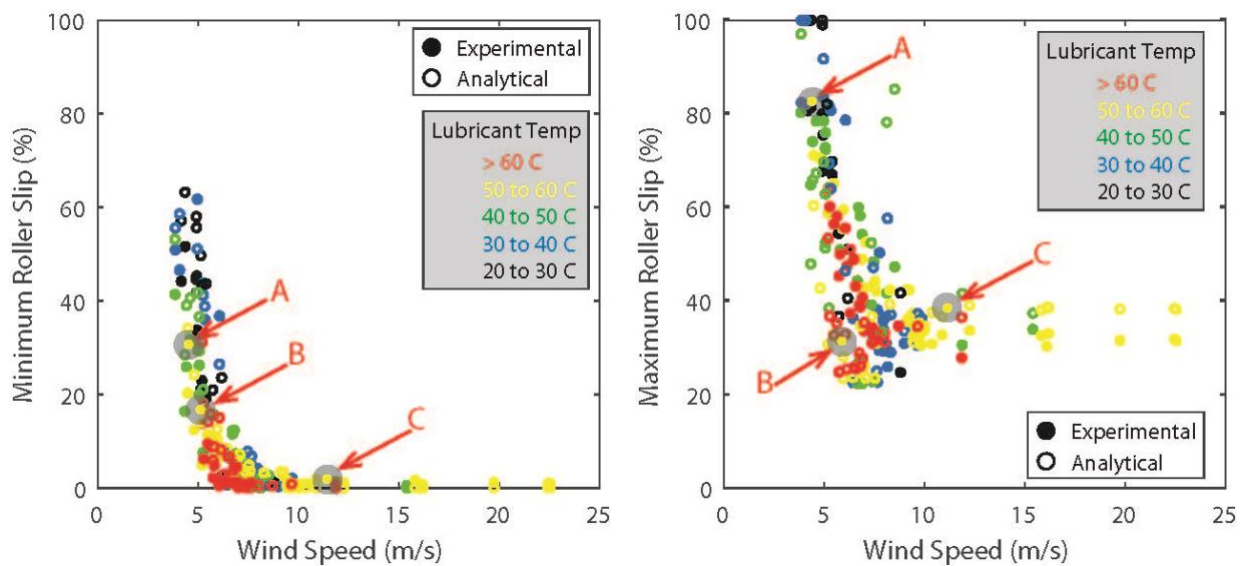 100
80
60
40
20
0
Minimum Roller Slip (%)
Experimental
Analytical
Lubricant Temp
> 60 C
50 to 60 C
40 to 50 C
30 to 40 C
20 to 30 C
A
B
C
0 5 10 15 20 25
Wind Speed (m/s)
100
80
60
40
20
0
Maximum Roller Slip (%)
Lubricant Temp
> 60 C
50 to 60 C
40 to 50 C
30 to 40 C
20 to 30 C
A
C
B
Experimental
Analytical
0 5 10 15 20 25
Wind Speed (m/s)